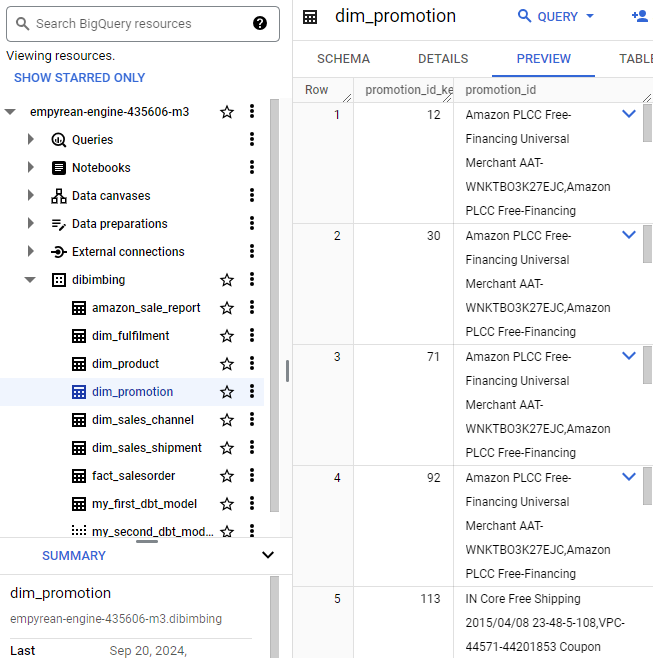 Search BigQuery resources
Viewing resources.
SHOW STARRED ONLY
empyrean-engine-435606-m3
Queries
Notebooks
Data canvases
Data preparations
External connections
dibimbing
amazon_sale_report
dim_fulfilment
dim_product
dim_promotion
dim_sales_channel
dim_sales_shipment
fact_salesorder
my_first_dbt_model
my_second_dbt_mod...
SUMMARY
dim_promotion
empyrean-engine-435606-m3.dibimbing
Last Sep 20, 2024,
dim_promotion QUERY
SCHEMA DETAILS PREVIEW TABLE
Row promotion_id_ke promotion_id
1 12 Amazon PLCC Free-
Financing Universal
Merchant AAT-
WNKTBO3K27EJC,Amazon
PLCC Free-Financing
2 30 Amazon PLCC Free-
Financing Universal
Merchant AAT-
WNKTBO3K27EJC,Amazon
PLCC Free-Financing
3 71 Amazon PLCC Free-
Financing Universal
Merchant AAT-
WNKTBO3K27EJC,Amazon
PLCC Free-Financing
4 92 Amazon PLCC Free-
Financing Universal
Merchant AAT-
WNKTBO3K27EJC,Amazon
PLCC Free-Financing
5 113 IN Core Free Shipping
2015/04/08 23-48-5-108,VPC-
44571-44201853 Coupon